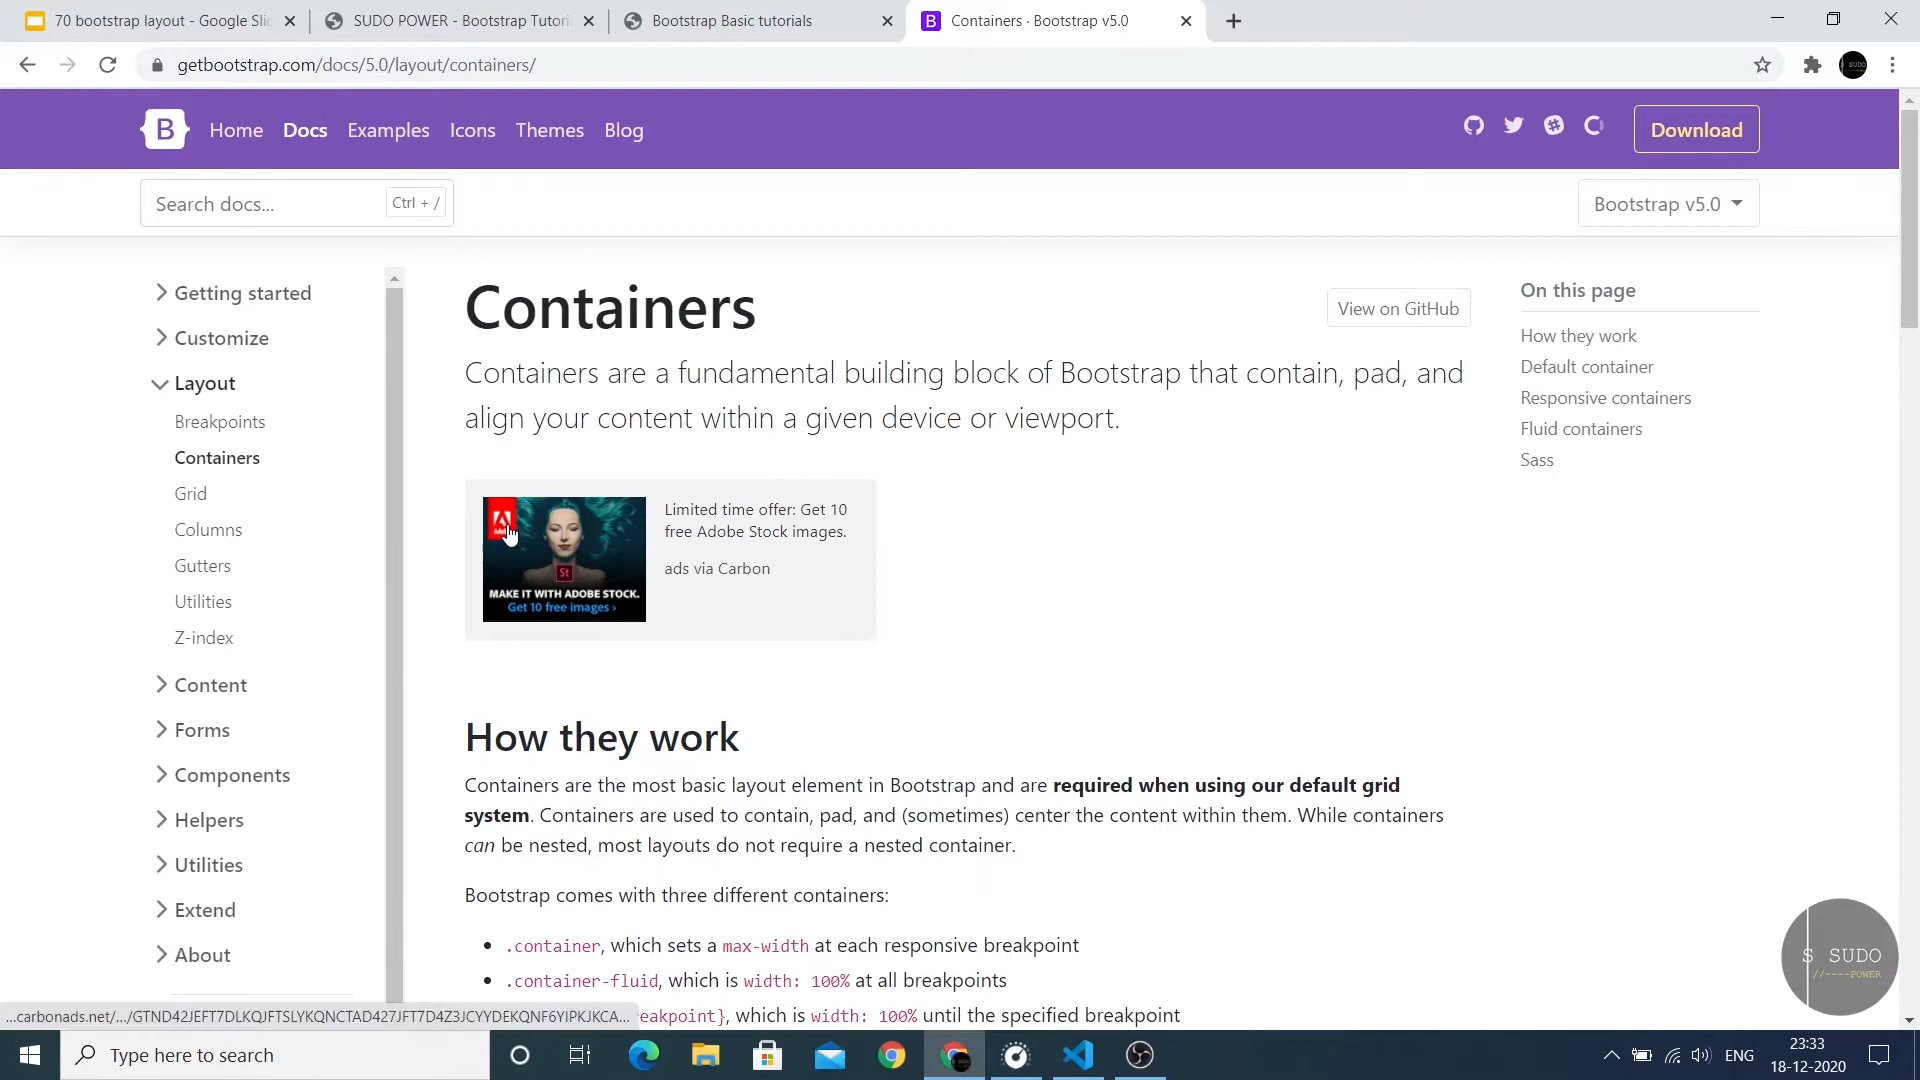 70 bootstrap layout - Google Slic
SUDO POWER - Bootstrap Tutori
Bootstrap Basic tutorials
B Containers · Bootstrap v5.0
getbootstrap.com/docs/5.0/layout/containers/
B Home Docs Examples Icons Themes Blog
Download
Search docs... Ctrl + /
Bootstrap v5.0
Getting started
Customize
Layout
Breakpoints
Containers
Grid
Columns
Gutters
Utilities
Z-index
Content
Forms
Components
Helpers
Utilities
Extend
About
Containers
View on GitHub
Containers are a fundamental building block of Bootstrap that contain, pad, and
align your content within a given device or viewport.
St
MAKE IT WITH ADOBE STOCK.
Get 10 free images ›
Limited time offer: Get 10
free Adobe Stock images.
ads via Carbon
How they work
Containers are the most basic layout element in Bootstrap and are required when using our default grid
system. Containers are used to contain, pad, and (sometimes) center the content within them. While containers
can be nested, most layouts do not require a nested container.
Bootstrap comes with three different containers:
• .container, which sets a max-width at each responsive breakpoint
• .container-fluid, which is width: 100% at all breakpoints
eakpoint}, which is width: 100% until the specified breakpoint
On this page
How they work
Default container
Responsive containers
Fluid containers
Sass
S SUDO
//----POWER
...carbonads.net/.../GTND42JEFT7DLKQJFTSLYKQNCTAD427JFT7D4Z3JCYYDEKQNF6YIPKJKCA...
Type here to search
ENG
23:33
18-12-2020